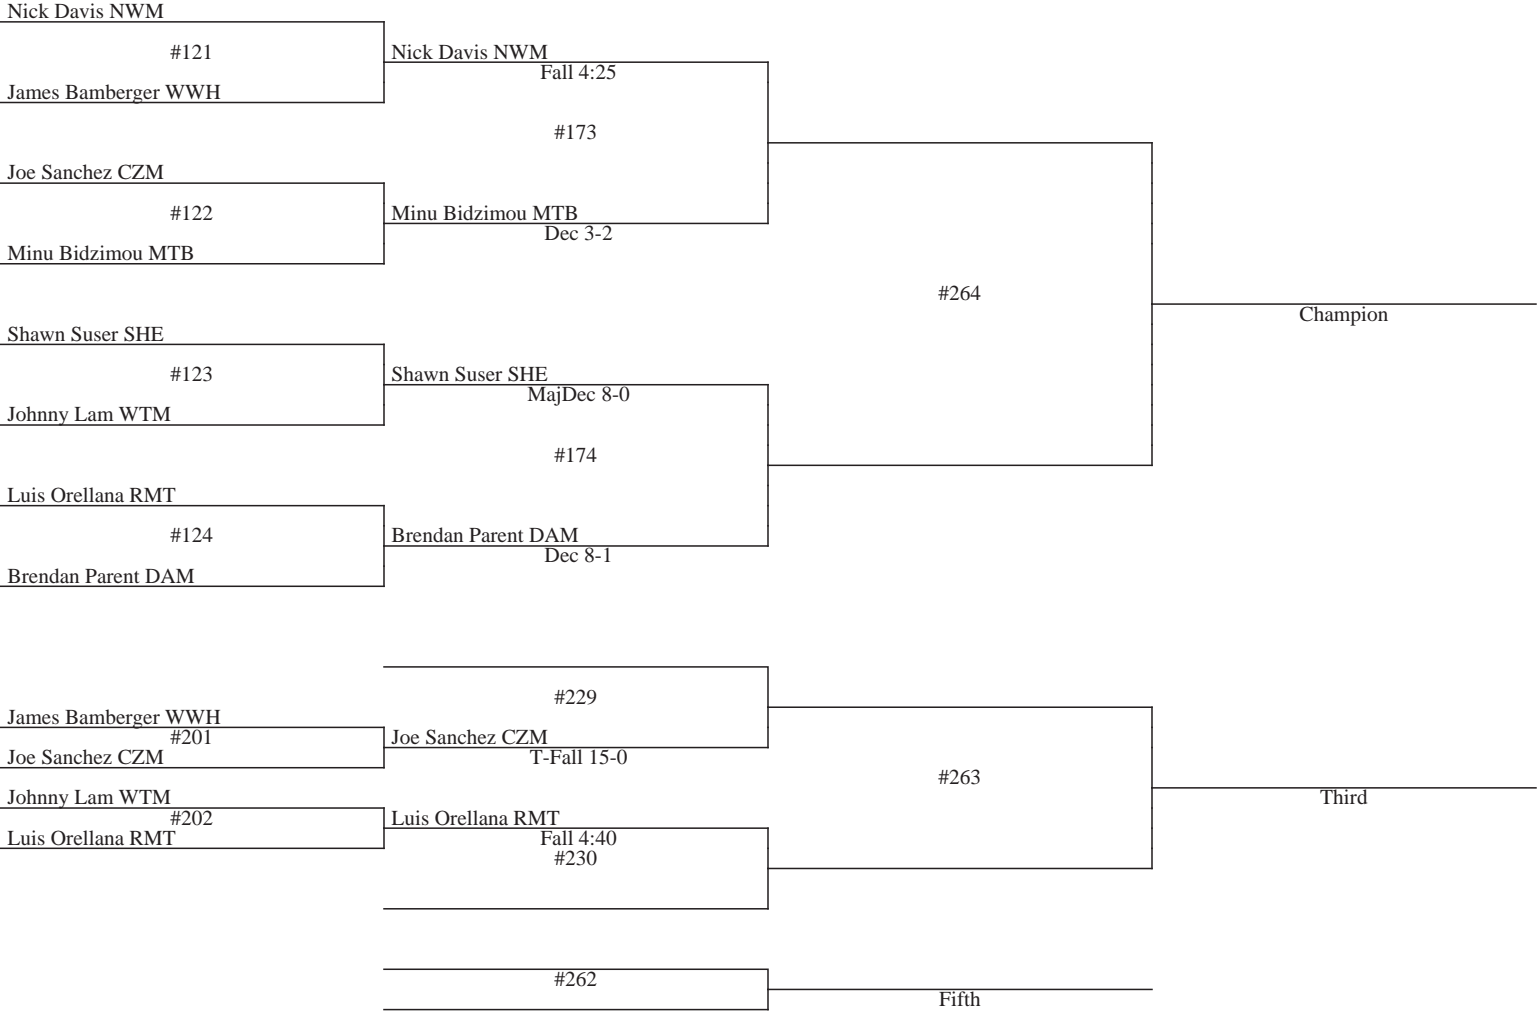 Nick Davis NWM
#121
Nick Davis NWM
Fall 4:25
James Bamberger WWH
#173
Joe Sanchez CZM
#122
Minu Bidzimou MTB
Dec 3-2
Minu Bidzimou MTB
#264
Champion
Shawn Suser SHE
#123
Shawn Suser SHE
MajDec 8-0
Johnny Lam WTM
#174
Luis Orellana RMT
#124
Brendan Parent DAM
Dec 8-1
Brendan Parent DAM
#229
James Bamberger WWH
#201
Joe Sanchez CZM
T-Fall 15-0
Joe Sanchez CZM
#263
Third
Johnny Lam WTM
#202
Luis Orellana RMT
Fall 4:40
Luis Orellana RMT
#230
#262
Fifth